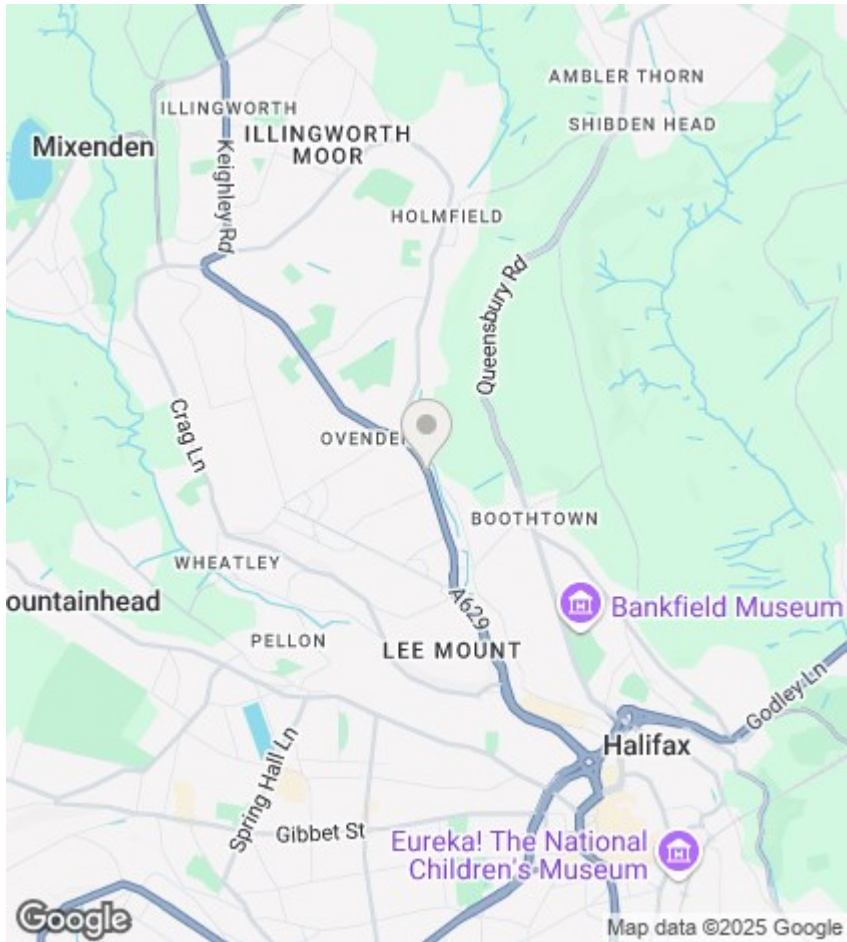 AMBLER THORN
ILLINGWORTH
SHIBDEN HEAD
Mixenden
ILLINGWORTH
MOOR
Keighley Rd
HOLMFIELD
Queensbury Rd
Crag Ln
OVENDE
BOOTHTOWN
WHEATLEY
ountainhead
A629
Bankfield Museum
PELLON
LEE MOUNT
Godley Ln
Halifax
Spring Hall Ln
Gibbet St
Eureka! The National
Children's Museum
Google
Map data ©2025 Google